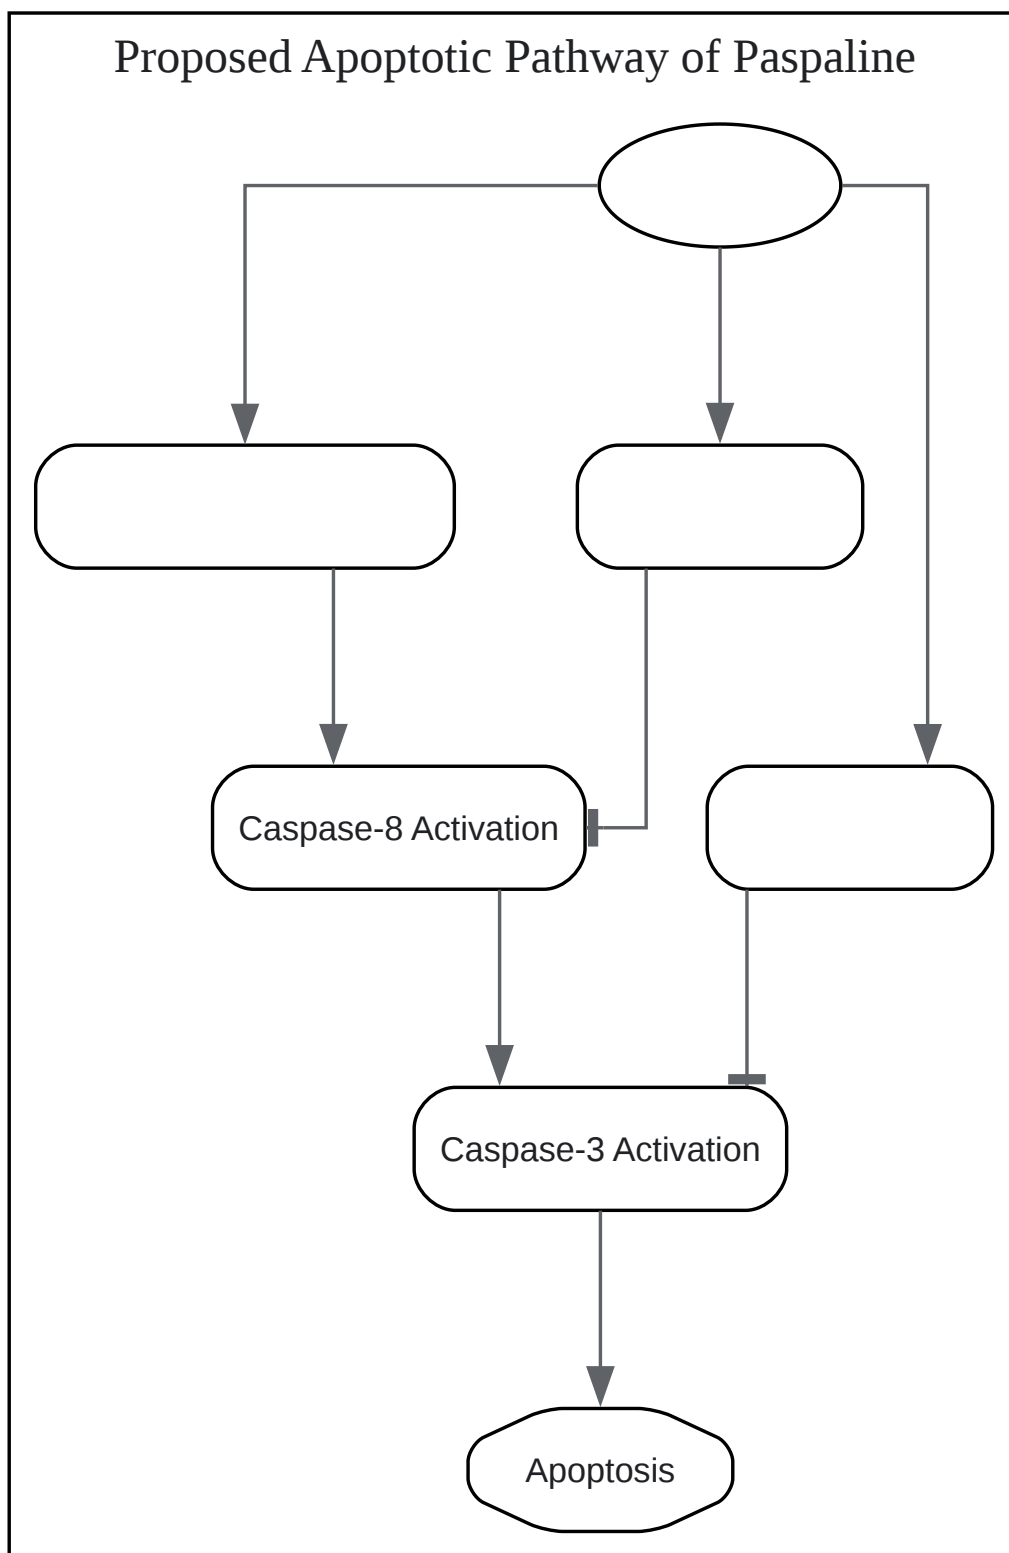 Proposed Apoptotic Pathway of Paspaline
Caspase-8 Activation
Caspase-3 Activation
Apoptosis